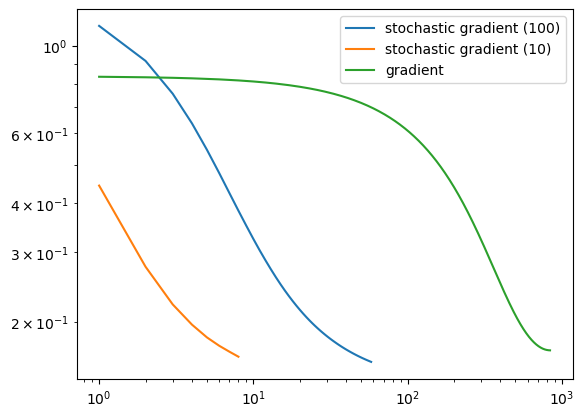 stochastic gradient (100)
stochastic gradient (10)
gradient
10⁰
6 × 10⁻¹
4 × 10⁻¹
3 × 10⁻¹
2 × 10⁻¹
10⁰ 10¹ 10² 10³